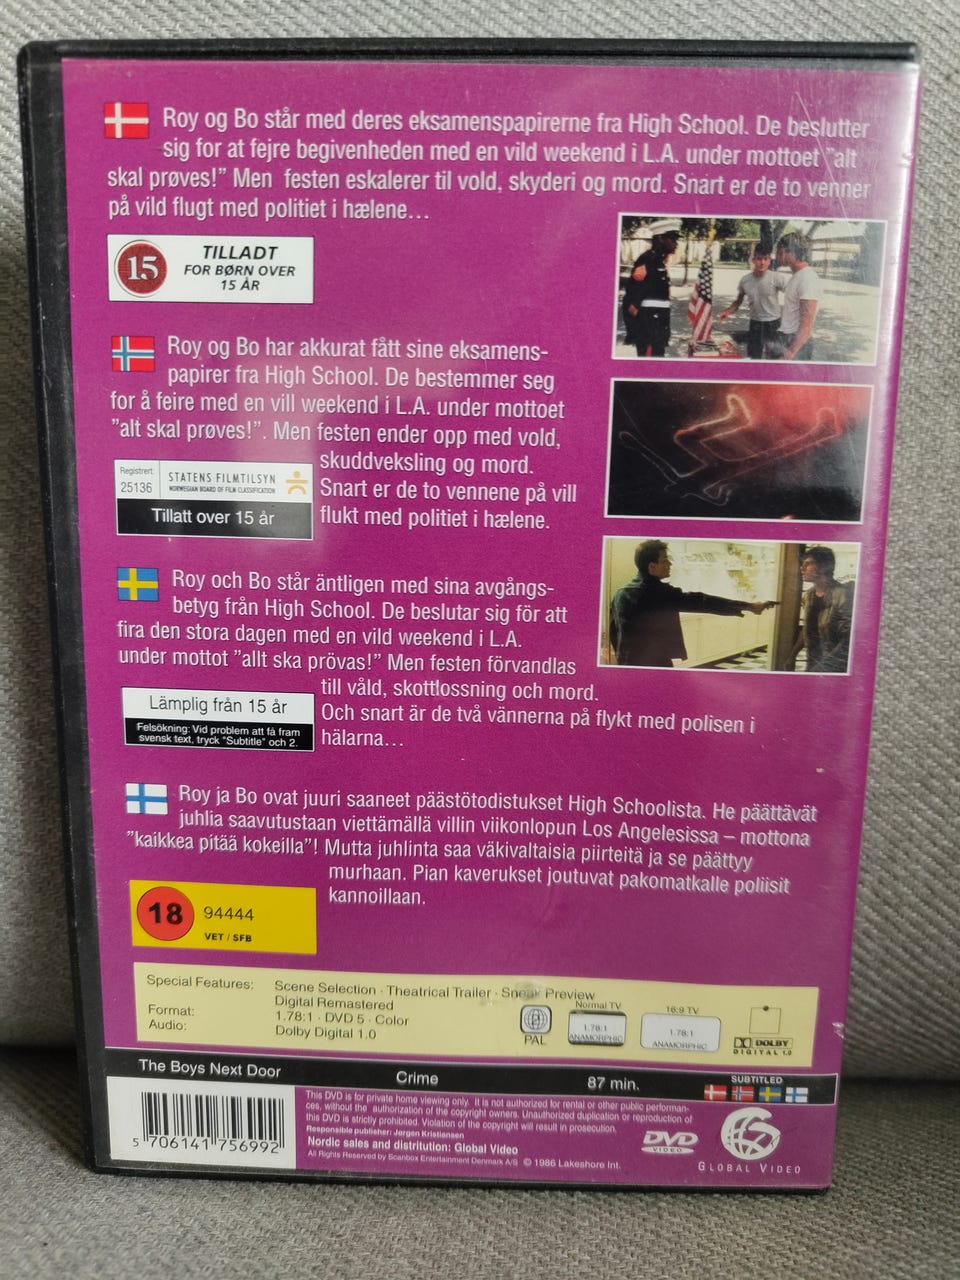 Roy og Bo står med deres eksamenspapirerne fra High School. De beslutter
sig for at fejre begivenheden med en vild weekend i L.A. under mottoet "alt
skal prøves!" Men festen eskalerer til vold, skyderi og mord. Snart er de to venner
på vild flugt med politiet i hælene...
15
TILLADT
FOR BØRN OVER
15 ÅR
Roy og Bo har akkurat fått sine eksamens-
papirer fra High School. De bestemmer seg
for å feire med en vill weekend i L.A. under mottoet
"alt skal prøves!". Men festen ender opp med vold,
skuddveksling og mord.
Snart er de to vennene på vill
flukt med politiet i hælene.
Registrert:
25136
STATENS FILMTILSYN
NORWEGIAN BOARD OF FILM CLASSIFICATION
Tillatt over 15 år
Roy och Bo står äntligen med sina avgångs-
betyg från High School. De beslutar sig för att
fira den stora dagen med en vild weekend i L.A.
under mottot "allt ska prövas!" Men festen förvandlas
till våld, skottlossning och mord.
Och snart är de två vännerna på flykt med polisen i
hälarna...
Lämplig från 15 år
Felsökning: Vid problem att få fram
svensk text, tryck "Subtitle" och 2.
Roy ja Bo ovat juuri saaneet päästötodistukset High Schoolista. He päättävät
juhlia saavutustaan viettämällä villin viikonlopun Los Angelesissa – mottona
"kaikkea pitää kokeilla"! Mutta juhlinta saa väkivaltaisia piirteitä ja se päättyy
murhaan. Pian kaverukset joutuvat pakomatkalle poliisit
kannoillaan.
18
94444
VET / SFB
Special Features: Scene Selection · Theatrical Trailer · Sneak Preview
Digital Remastered
Format: 1.78:1 · DVD 5 · Color
Audio: Dolby Digital 1.0
PAL
Normal TV
1.78:1
ANAMORPHIC
16:9 TV
1.78:1
ANAMORPHIC
DOLBY
DIGITAL 1.0
The Boys Next Door Crime 87 min.
SUBTITLED
5 706141 756992
This DVD is for private home viewing only. It is not authorized for rental or other public performan-
ces, without the authorization of the copyright owners. Unauthorized duplication or reproduction of
this DVD is strictly prohibited. Violation of the copyright will result in prosecution.
Responsible publisher: Jørgen Kristiensen
Nordic sales and distribution: Global Video
All Rights Reserved by Scanbox Entertainment Denmark A/S © 1986 Lakeshore Int.
DVD
VIDEO
GLOBAL VIDEO